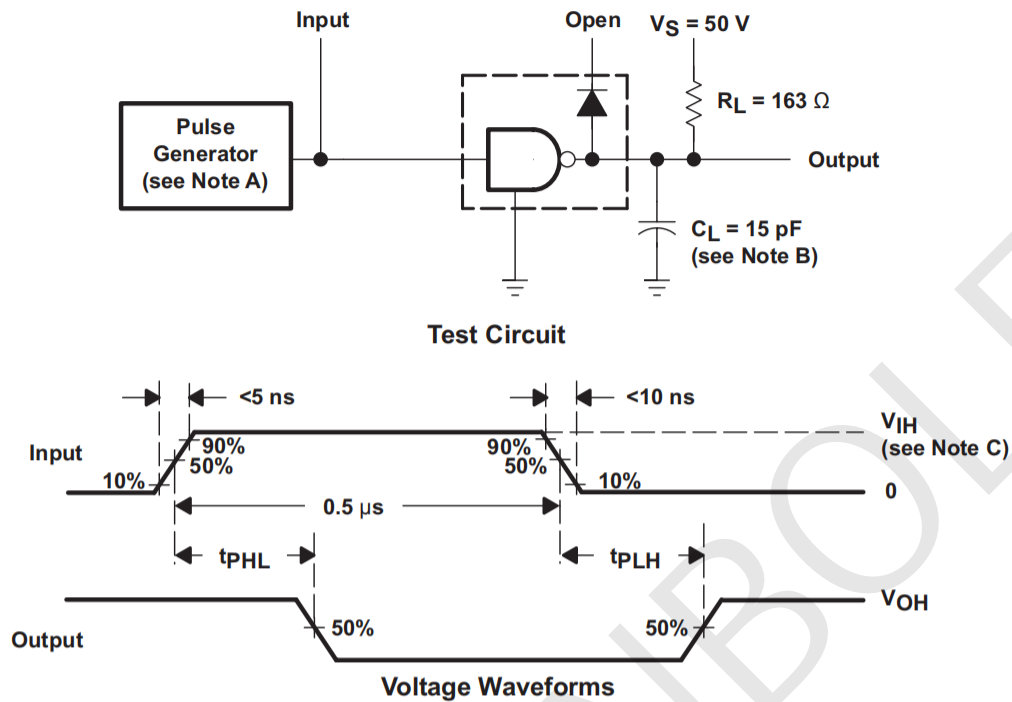 Input
Open
VS = 50 V
RL = 163 Ω
Pulse
Generator
(see Note A)
Output
CL = 15 pF
(see Note B)
Test Circuit
<5 ns
<10 ns
VIH
(see Note C)
Input
90%
50%
10%
90%
50%
10%
0
0.5 μs
tPHL
tPLH
VOH
Output
50%
50%
Voltage Waveforms